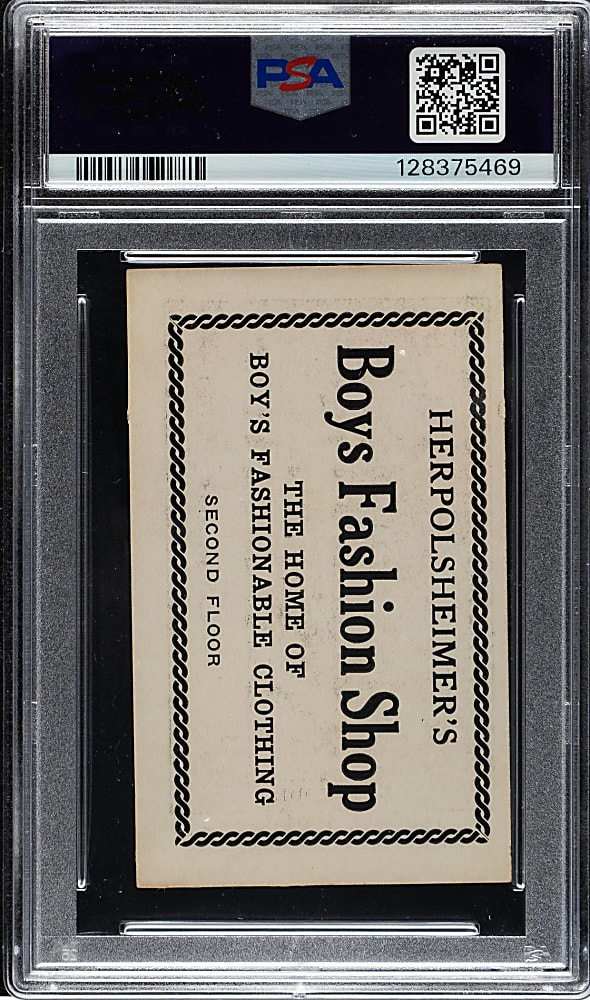 PSA
128375469
HERPOLSHEIMER'S
Boys Fashion Shop
THE HOME OF
BOY'S FASHIONABLE CLOTHING
SECOND FLOOR